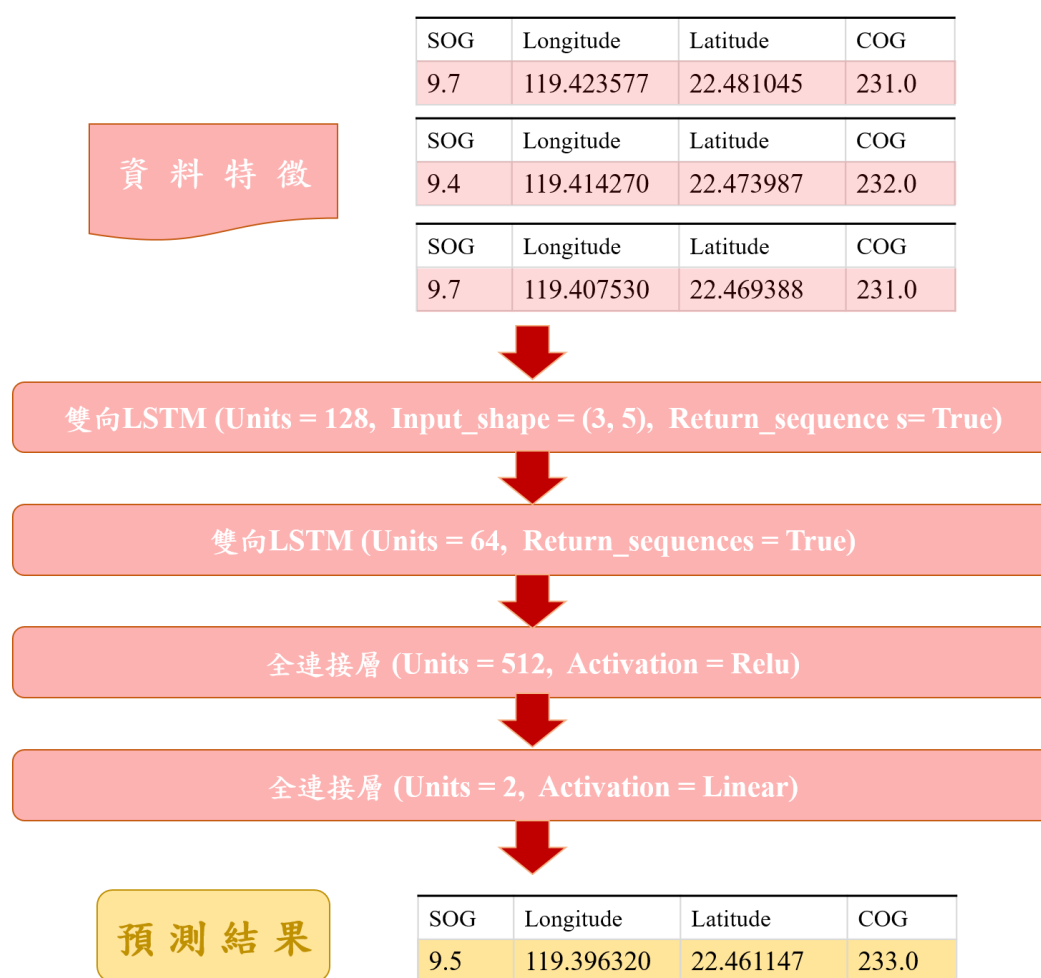 SOG Longitude Latitude COG
9.7 119.423577 22.481045 231.0
資料特徵
SOG Longitude Latitude COG
9.4 119.414270 22.473987 232.0
SOG Longitude Latitude COG
9.7 119.407530 22.469388 231.0
雙向LSTM (Units = 128, Input_shape = (3, 5), Return_sequence s= True)
雙向LSTM (Units = 64, Return_sequences = True)
全連接層 (Units = 512, Activation = Relu)
全連接層 (Units = 2, Activation = Linear)
預測結果
SOG Longitude Latitude COG
9.5 119.396320 22.461147 233.0